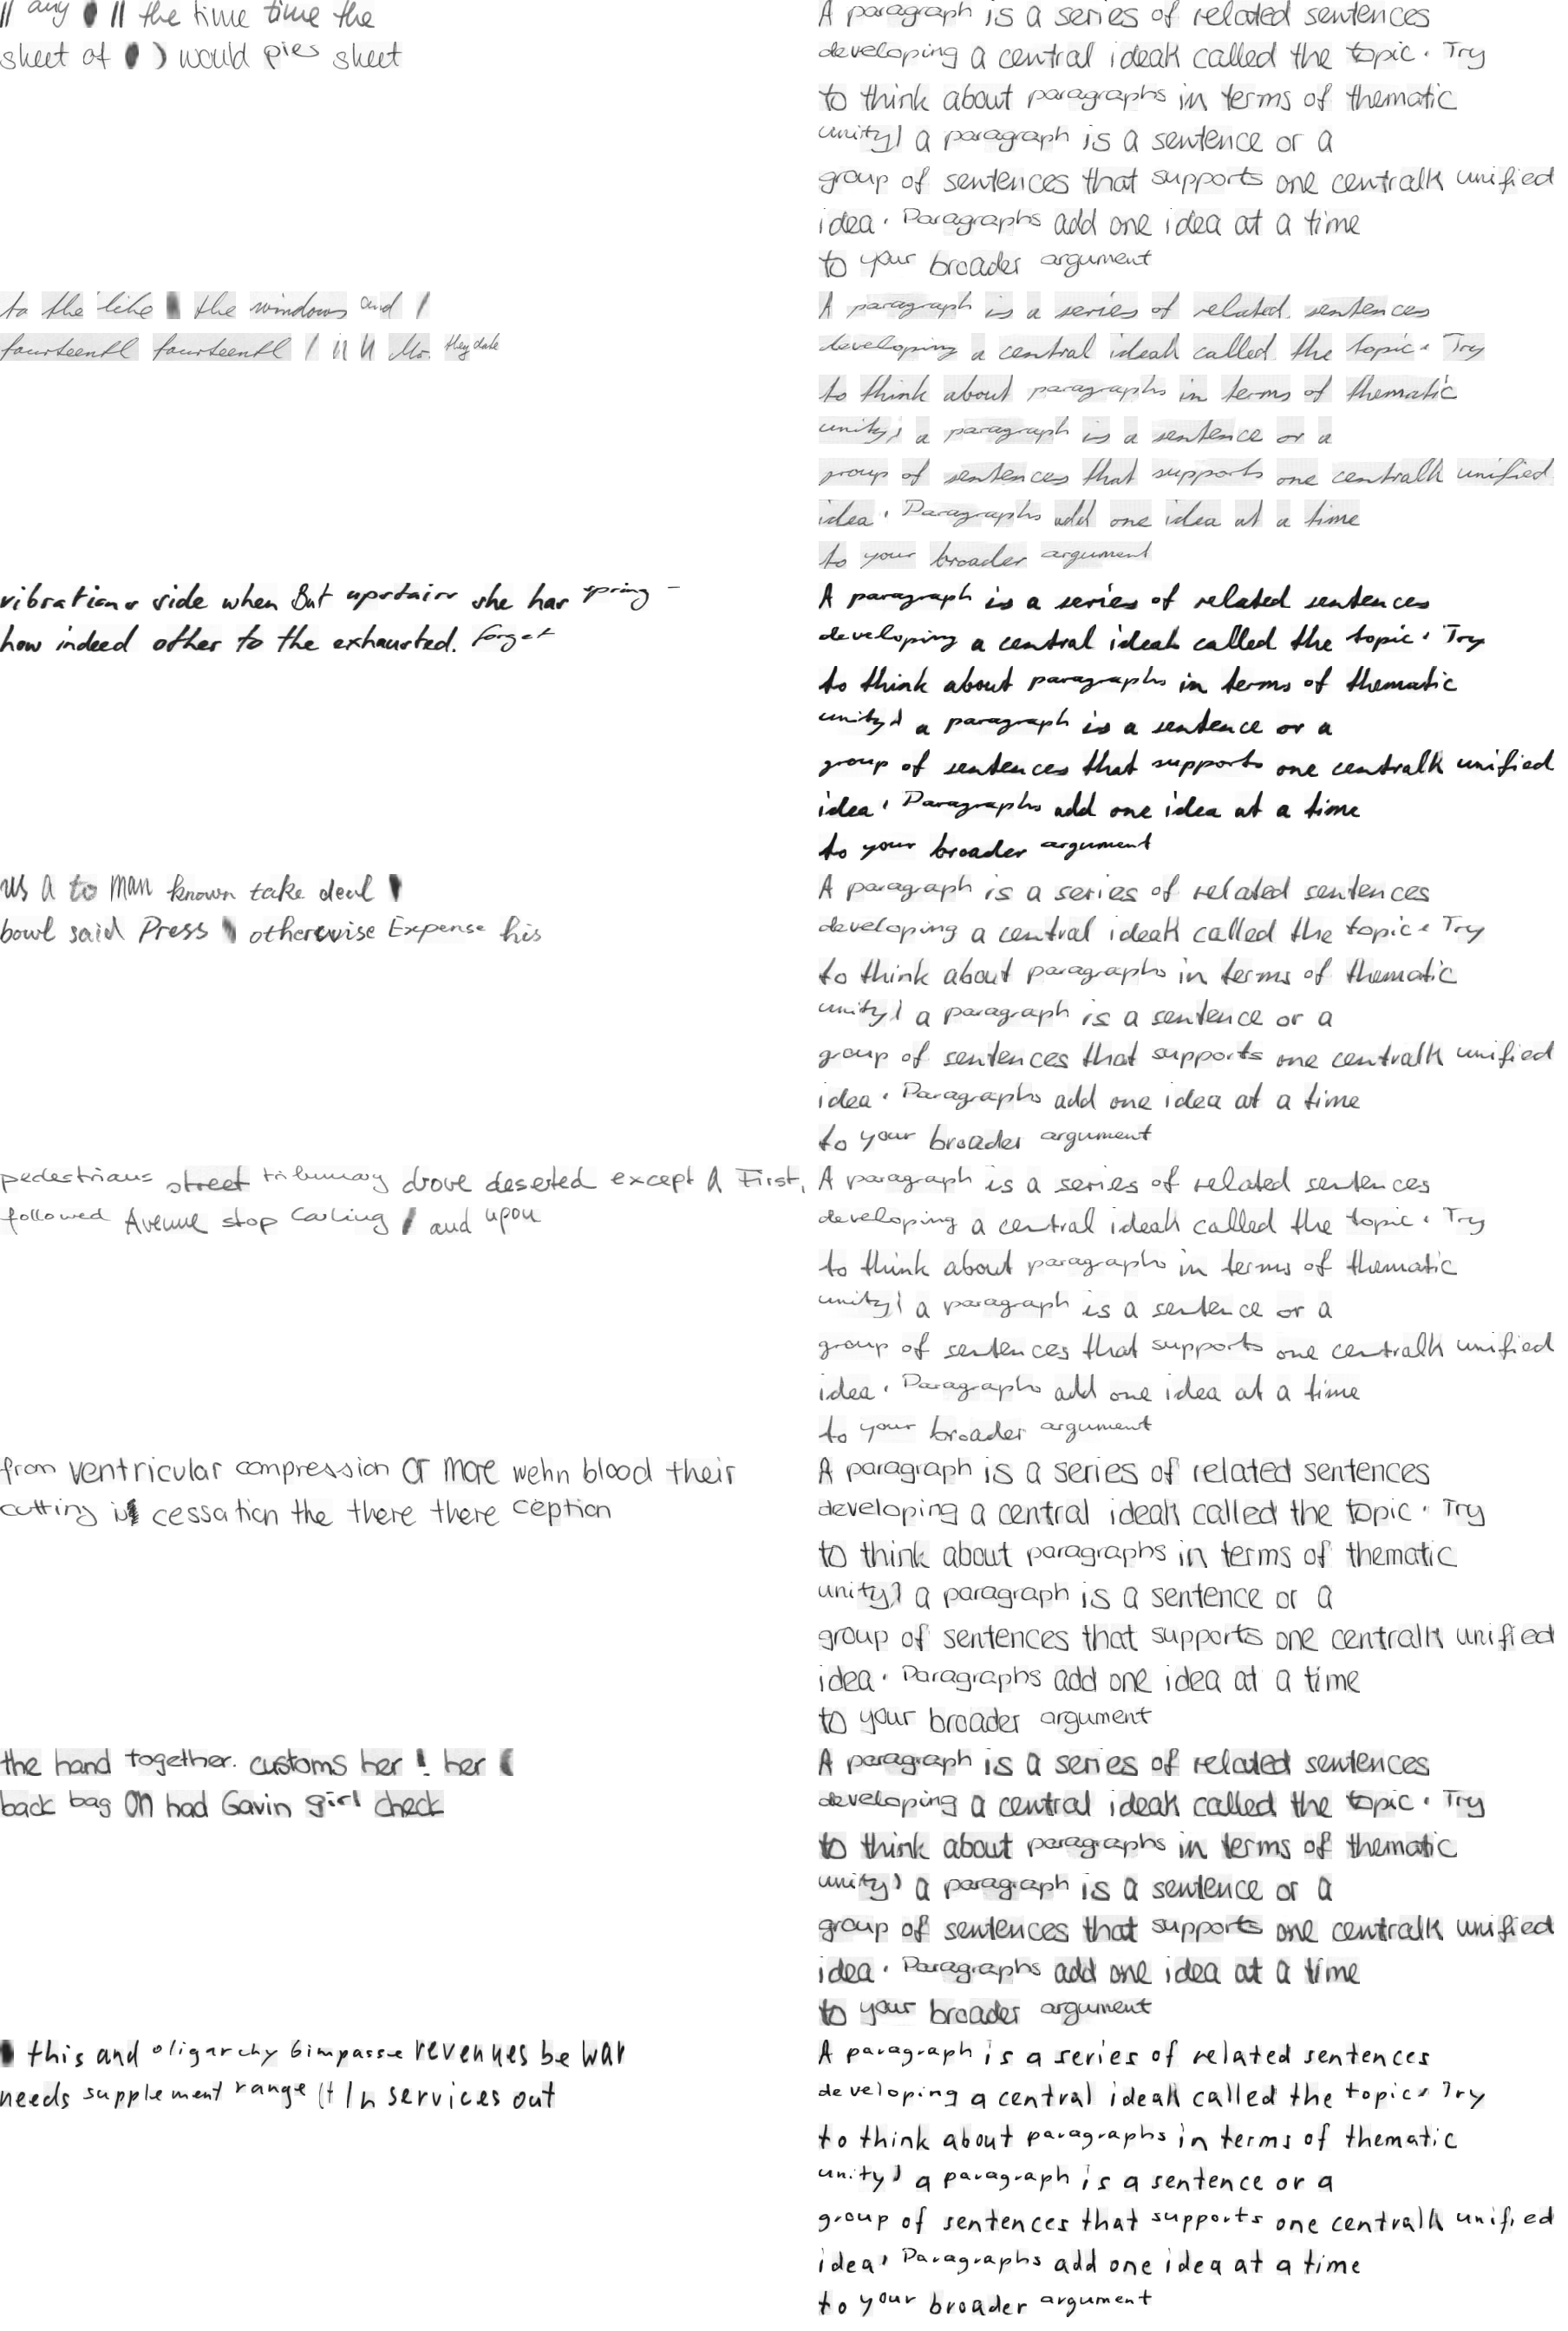 any the time time the
sheet of ) would pies sheet
A paragraph is a series of related sentences
developing a central ideak called the topic . Try
to think about paragraphs in terms of thematic
unity) a paragraph is a sentence or a
group of sentences that supports one centralk unified
idea . Paragraphs add one idea at a time
to your broader argument
to the like the windows and
fourteenth fourteenth Mr. they date
A paragraph is a series of related sentences
developing a central ideak called the topic . Try
to think about paragraphs in terms of thematic
unity) a paragraph is a sentence or a
group of sentences that supports one centralk unified
idea . Paragraphs add one idea at a time
to your broader argument
vibrations side when But upstairs she has spring -
how indeed other to the exhausted. forget
A paragraph is a series of related sentences
developing a central ideak called the topic . Try
to think about paragraphs in terms of thematic
unity) a paragraph is a sentence or a
group of sentences that supports one centralk unified
idea . Paragraphs add one idea at a time
to your broader argument
us a to man known take deal
bowl said Press otherwise Expense his
A paragraph is a series of related sentences
developing a central ideak called the topic . Try
to think about paragraphs in terms of thematic
unity) a paragraph is a sentence or a
group of sentences that supports one centralk unified
idea . Paragraphs add one idea at a time
to your broader argument
pedestrians street tributary drove deserted except A First,
followed Avenue stop Calling and upon
A paragraph is a series of related sentences
developing a central ideak called the topic . Try
to think about paragraphs in terms of thematic
unity) a paragraph is a sentence or a
group of sentences that supports one centralk unified
idea . Paragraphs add one idea at a time
to your broader argument
from ventricular compression or more wehn blood their
cutting is cessation the there there ception
A paragraph is a series of related sentences
developing a central ideak called the topic . Try
to think about paragraphs in terms of thematic
unity) a paragraph is a sentence or a
group of sentences that supports one centralk unified
idea . Paragraphs add one idea at a time
to your broader argument
the hand together. customs her ! her (
back bag On had Gavin girl check
A paragraph is a series of related sentences
developing a central ideak called the topic . Try
to think about paragraphs in terms of thematic
unity) a paragraph is a sentence or a
group of sentences that supports one centralk unified
idea . Paragraphs add one idea at a time
to your broader argument
this and oligarchy Gimpasse revenues be war
needs supplement range It In services out
A paragraph is a series of related sentences
developing a central ideak called the topic . Try
to think about paragraphs in terms of thematic
unity) a paragraph is a sentence or a
group of sentences that supports one centralk unified
idea . Paragraphs add one idea at a time
to your broader argument